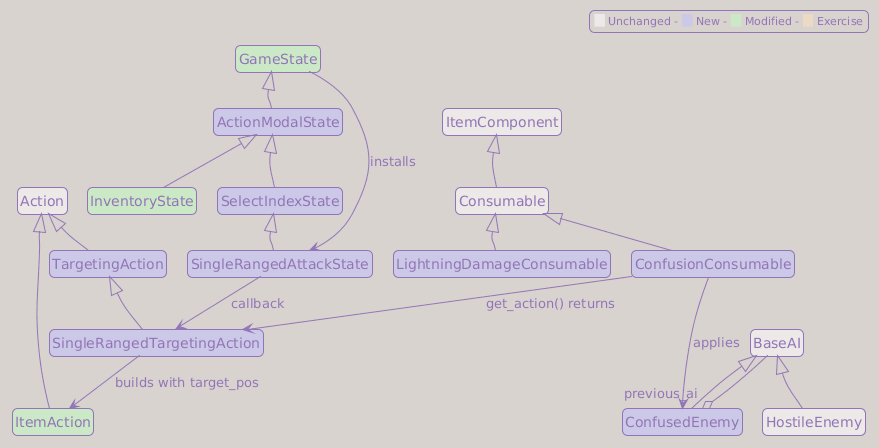 Unchanged - New - Modified - Exercise
GameState
ActionModalState
ItemComponent
installs
Action
InventoryState
SelectIndexState
Consumable
TargetingAction
SingleRangedAttackState
LightningDamageConsumable
ConfusionConsumable
callback
get_action() returns
SingleRangedTargetingAction
applies
BaseAI
builds with target_pos
previous_ai
ItemAction
ConfusedEnemy
HostileEnemy